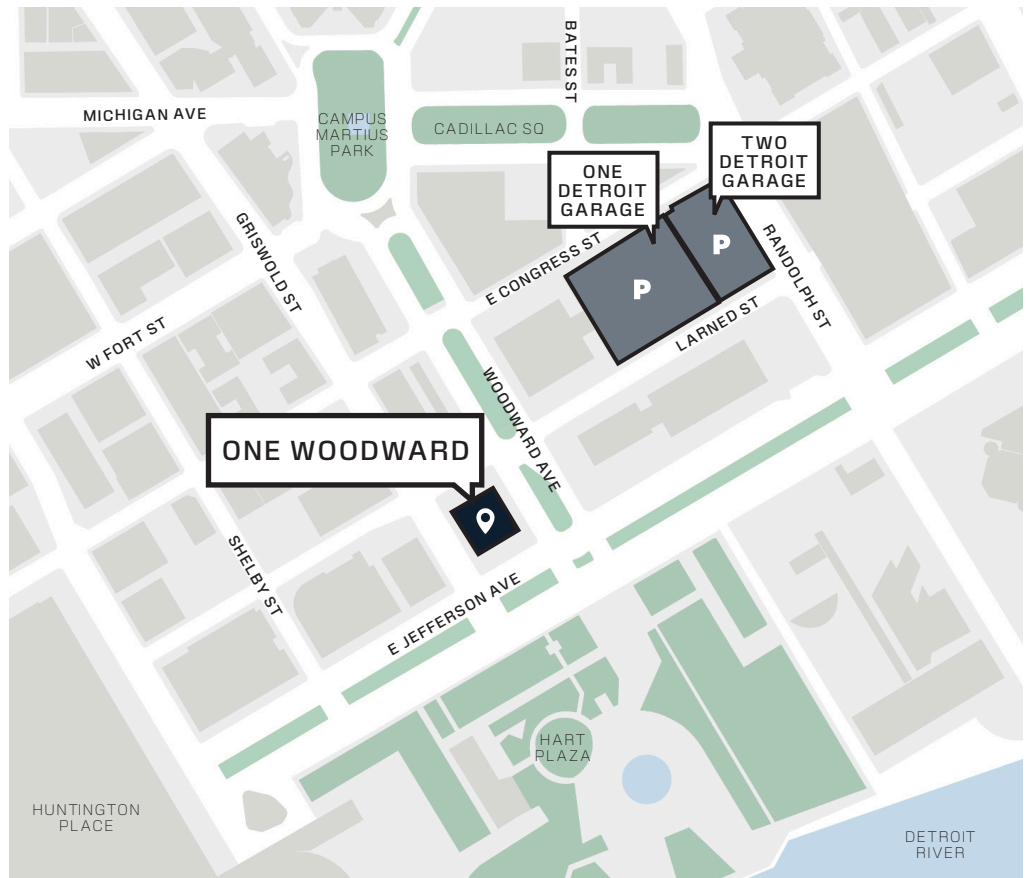 BATES ST
MICHIGAN AVE
CAMPUS
MARTIUS
PARK
CADILLAC SQ
ONE
DETROIT
GARAGE
TWO
DETROIT
GARAGE
P
P
GRISWOLD ST
E CONGRESS ST
RANDOLPH ST
LARNED ST
W FORT ST
WOODWARD AVE
ONE WOODWARD
SHELBY ST
E JEFFERSON AVE
HART
PLAZA
HUNTINGTON
PLACE
DETROIT
RIVER